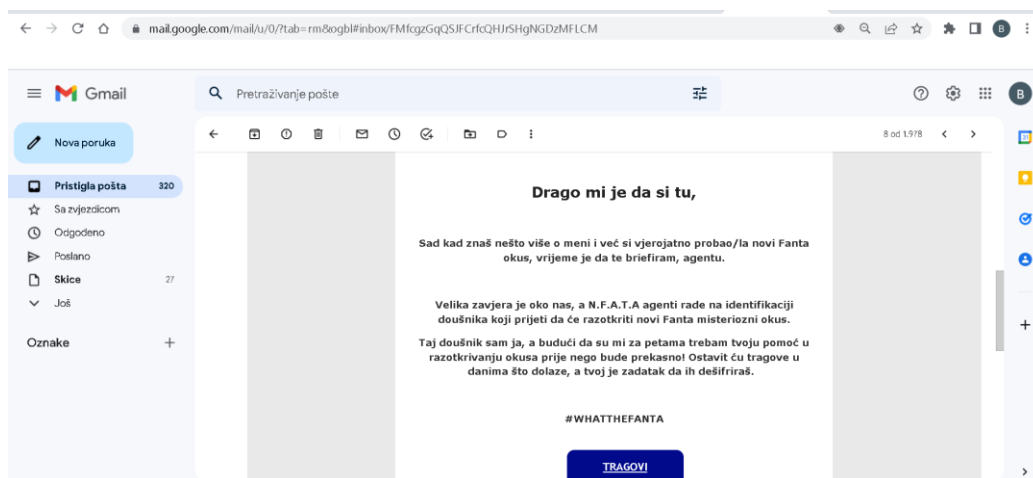 mail.google.com/mail/u/0/?tab=rm&ogbl#inbox/FMfcgzGqQSJFCrfcQHJrSHgNGDzMFLCM
B
Gmail
Pretraživanje pošte
B
Nova poruka
8 od 1.978
31
Pristigla pošta 320
Sa zvjezdicom
Odgođeno
Poslano
Skice 27
Još
Oznake
Drago mi je da si tu,
Sad kad znaš nešto više o meni i već si vjerojatno probao/la novi Fanta
okus, vrijeme je da te briefiram, agentu.
Velika zavjera je oko nas, a N.F.A.T.A agenti rade na identifikaciji
doušnika koji prijeti da će razotkriti novi Fanta misteriozni okus.
Taj doušnik sam ja, a budući da su mi za petama trebam tvoju pomoć u
razotkrivanju okusa prije nego bude prekasno! Ostavit ću tragove u
danima što dolaze, a tvoj je zadatak da ih dešifriraš.
#WHATTHEFANTA
TRAGOVI